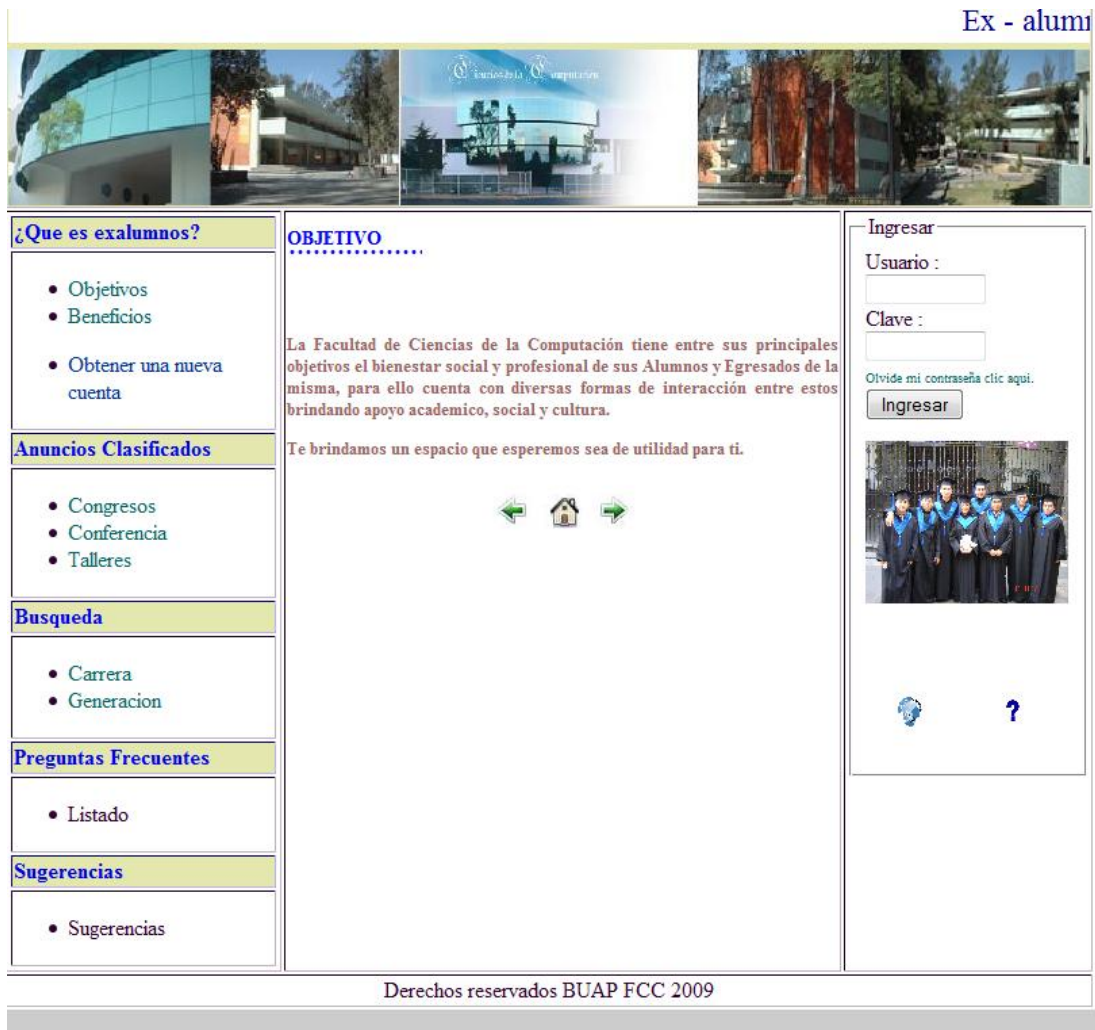 Ex - alumn
Ciencias de la Computación
¿Que es exalumnos?
Objetivos
Beneficios
Obtener una nueva
cuenta
Anuncios Clasificados
Congresos
Conferencia
Talleres
Busqueda
Carrera
Generacion
Preguntas Frecuentes
Listado
Sugerencias
Sugerencias
OBJETIVO
La Facultad de Ciencias de la Computación tiene entre sus principales
objetivos el bienestar social y profesional de sus Alumnos y Egresados de la
misma, para ello cuenta con diversas formas de interacción entre estos
brindando apoyo academico, social y cultura.
Te brindamos un espacio que esperemos sea de utilidad para ti.
Ingresar
Usuario :
Clave :
Olvide mi contraseña clic aqui.
Ingresar
?
Derechos reservados BUAP FCC 2009